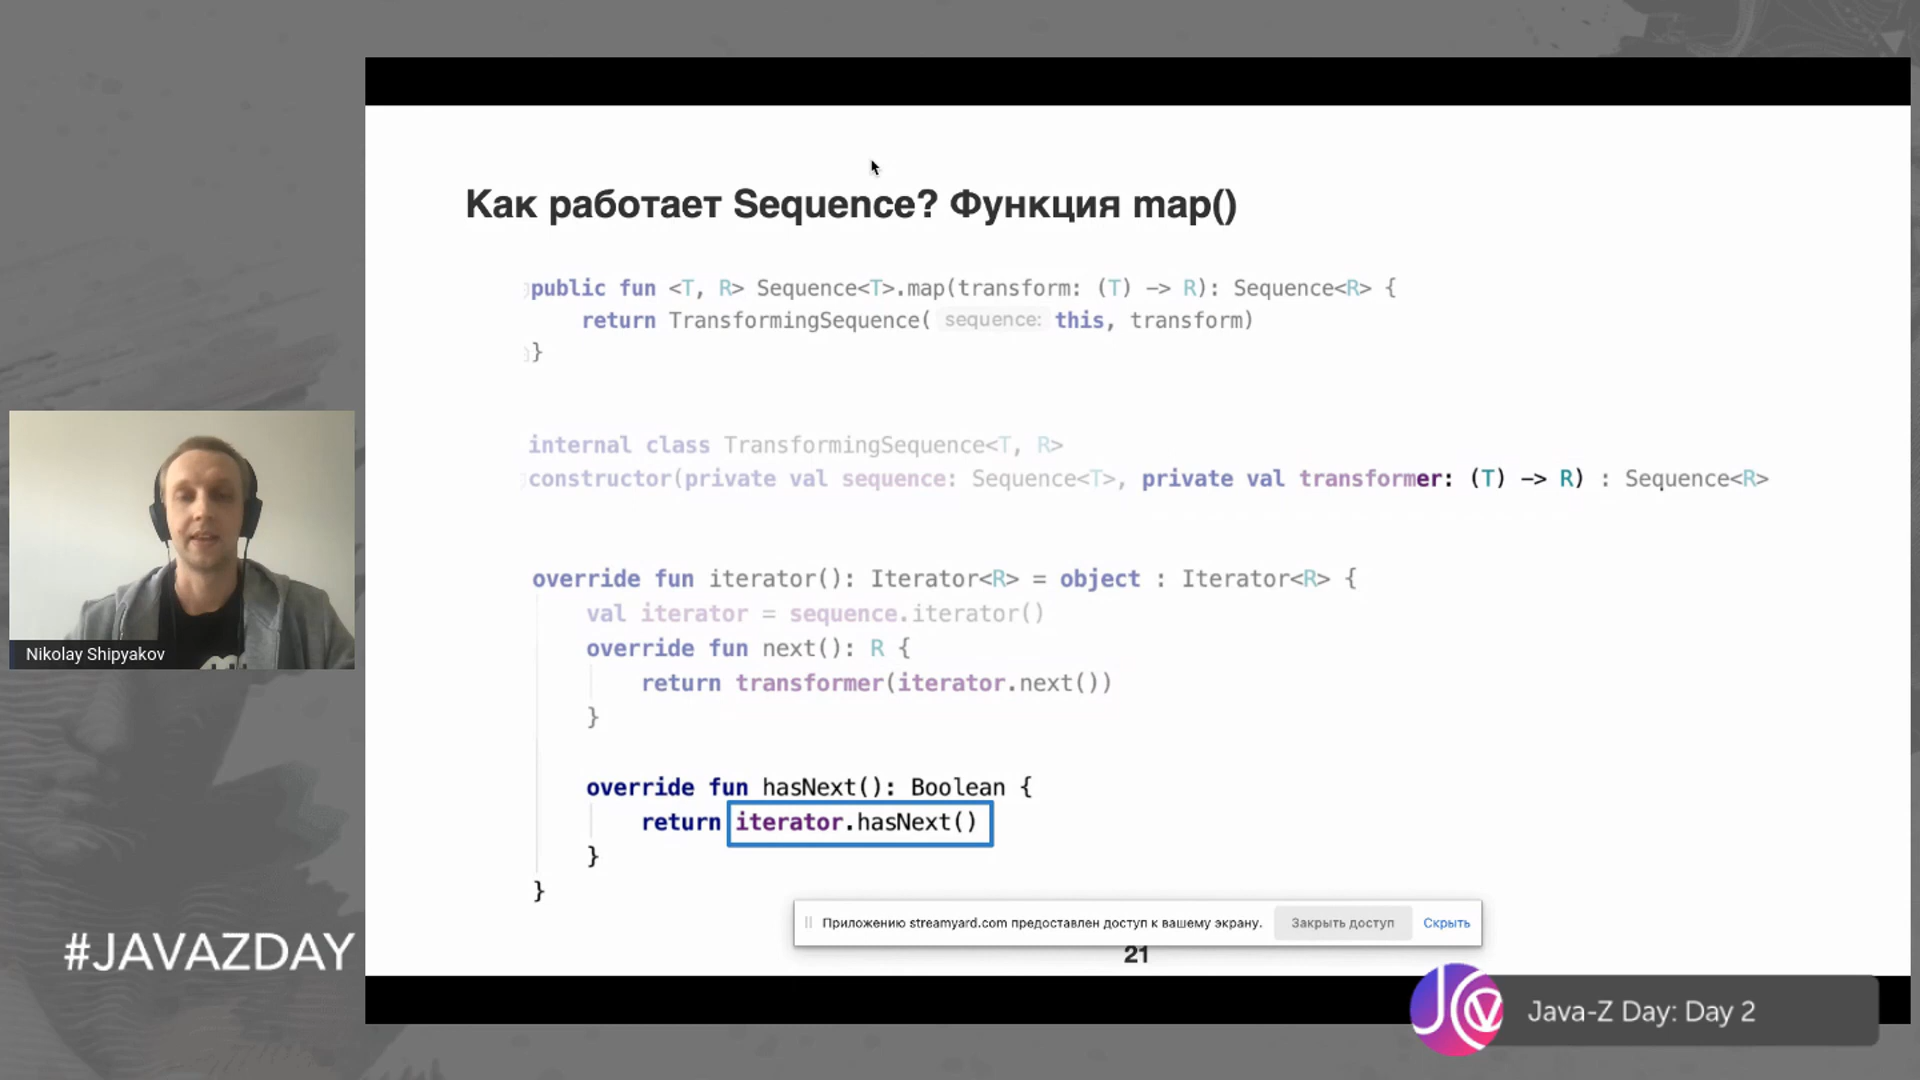 Как работает Sequence? Функция map()
public fun <T, R> Sequence<T>.map(transform: (T) -> R): Sequence<R> {
return TransformingSequence( sequence: this, transform)
}
internal class TransformingSequence<T, R>
constructor(private val sequence: Sequence<T>, private val transformer: (T) -> R) : Sequence<R>
override fun iterator(): Iterator<R> = object : Iterator<R> {
val iterator = sequence.iterator()
override fun next(): R {
return transformer(iterator.next())
}
override fun hasNext(): Boolean {
return iterator.hasNext()
}
}
Nikolay Shipyakov
Приложению streamyard.com предоставлен доступ к вашему экрану. Закрыть доступ Скрыть
21
#JAVAZDAY
Java-Z Day: Day 2